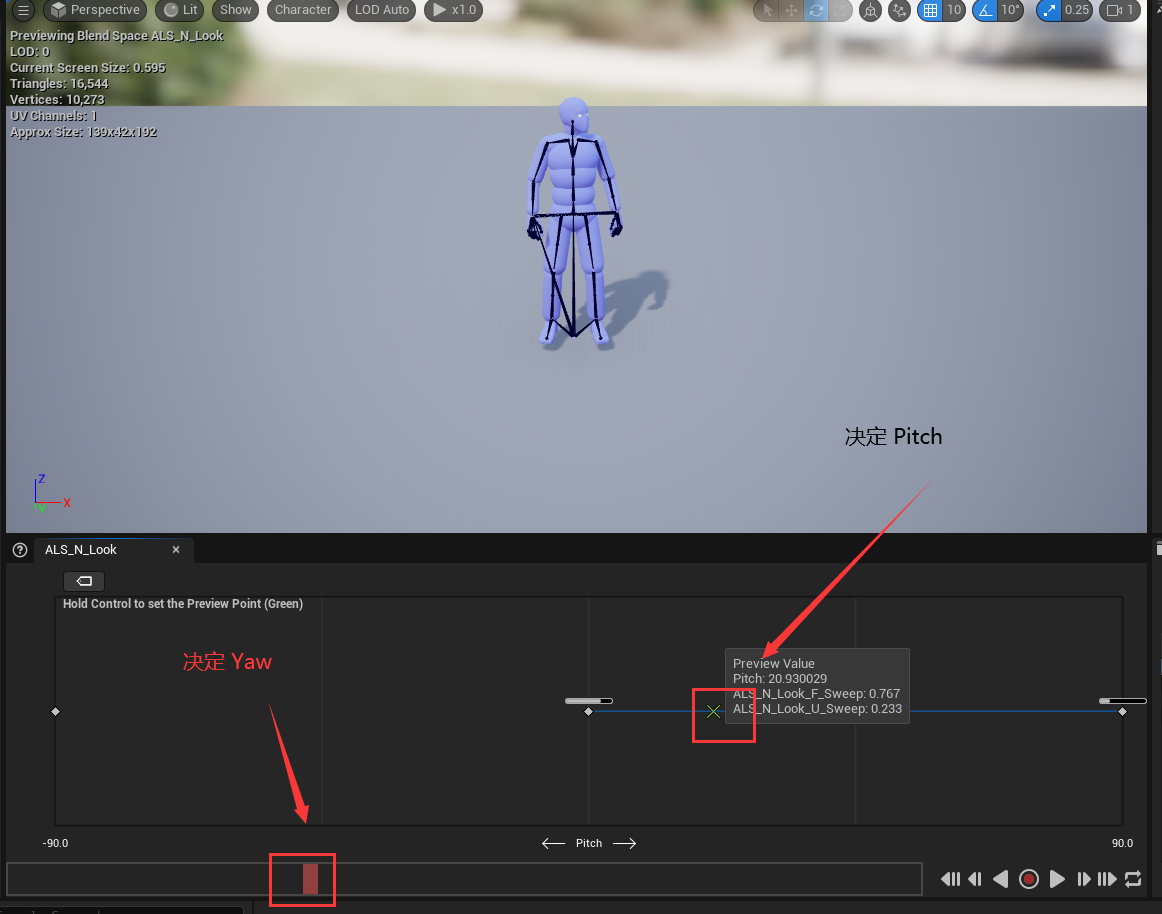 Perspective
Lit
Show
Character
LOD Auto
x1.0
10
10°
0.25
1
Previewing Blend Space ALS_N_Look
LOD: 0
Current Screen Size: 0.595
Triangles: 16,544
Vertices: 10,273
UV Channels: 1
Approx Size: 139x42x192
决定 Pitch
Z
X
Y
ALS_N_Look
Hold Control to set the Preview Point (Green)
决定 Yaw
Preview Value
Pitch: 20.930029
ALS_N_Look_F_Sweep: 0.767
ALS_N_Look_U_Sweep: 0.233
-90.0
Pitch
90.0